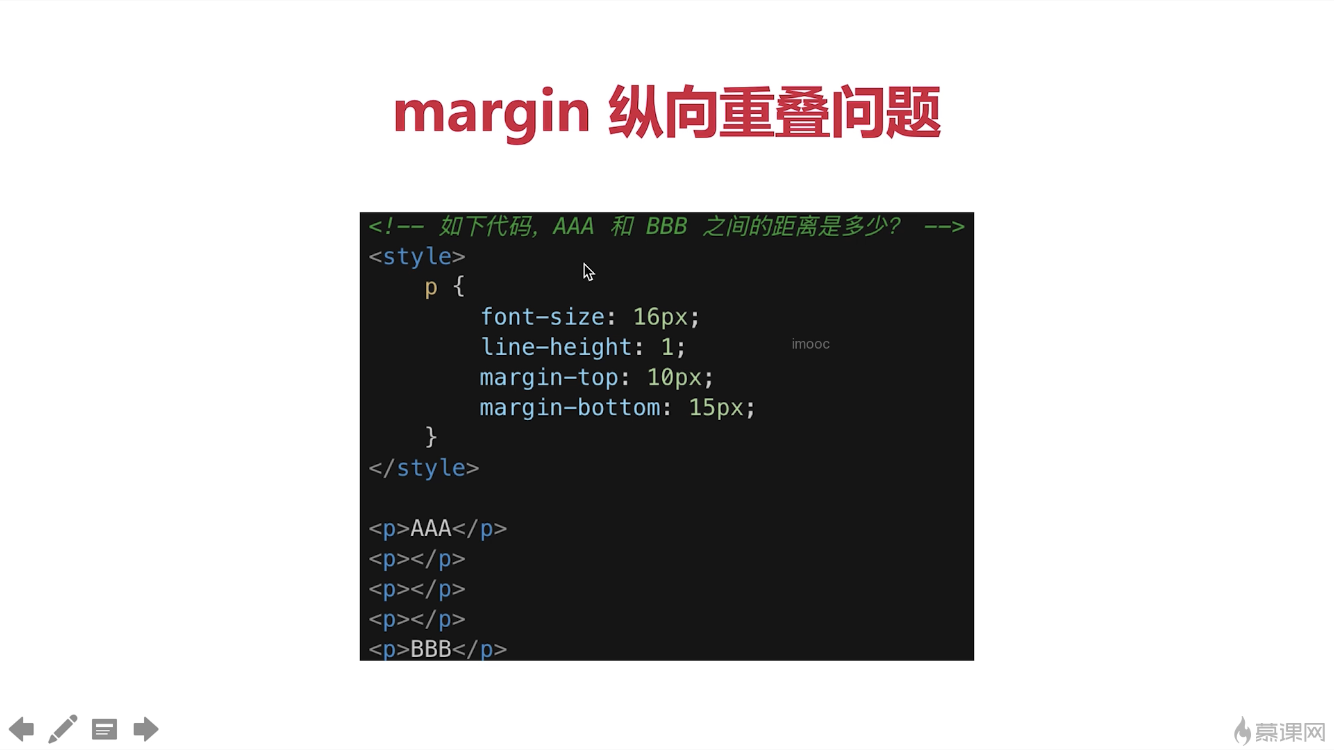 margin 纵向重叠问题
<!-- 如下代码，AAA 和 BBB 之间的距离是多少？ -->
<style>
    p {
        font-size: 16px;
        line-height: 1;
        margin-top: 10px;
        margin-bottom: 15px;
    }
</style>
<p>AAA</p>
<p></p>
<p></p>
<p></p>
<p>BBB</p>
imooc
慕课网